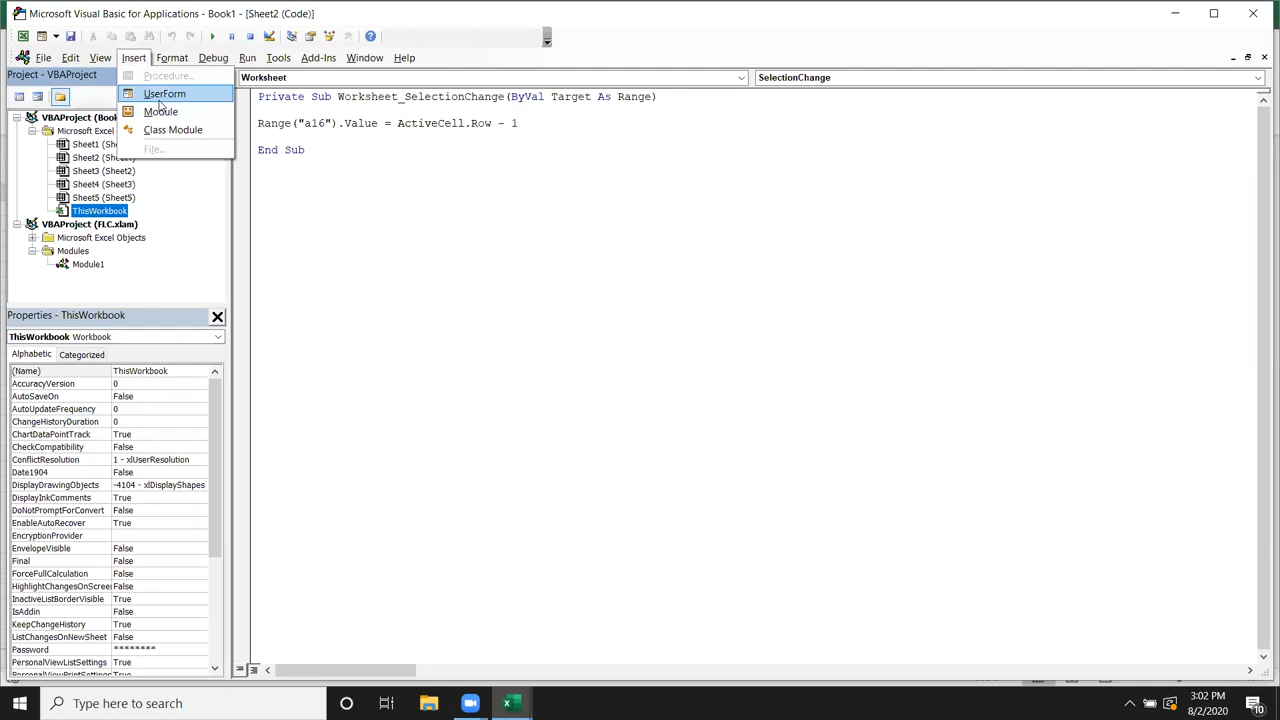 Microsoft Visual Basic for Applications - Book1 - [Sheet2 (Code)]
File Edit View Insert Format Debug Run Tools Add-Ins Window Help
Project - VBAProject
Procedure...
UserForm
Module
Class Module
File...
Worksheet
SelectionChange
VBAProject (Book
Microsoft Excel
Sheet1 (She
Sheet2
Sheet3 (Sheet2)
Sheet4 (Sheet3)
Sheet5 (Sheet5)
ThisWorkbook
VBAProject (FLC.xlam)
Microsoft Excel Objects
Modules
Module1
Private Sub Worksheet_SelectionChange(ByVal Target As Range)
Range("a16").Value = ActiveCell.Row - 1
End Sub
Properties - ThisWorkbook
ThisWorkbook Workbook
Alphabetic Categorized
(Name) ThisWorkbook
AccuracyVersion 0
AutoSaveOn False
AutoUpdateFrequency 0
ChangeHistoryDuration 0
ChartDataPointTrack True
CheckCompatibility False
ConflictResolution 1 - xlUserResolution
Date1904 False
DisplayDrawingObjects -4104 - xlDisplayShapes
DisplayInkComments True
DoNotPromptForConvert False
EnableAutoRecover True
EncryptionProvider
EnvelopeVisible False
Final False
ForceFullCalculation False
HighlightChangesOnScreen False
InactiveListBorderVisible True
IsAddin False
KeepChangeHistory True
ListChangesOnNewSheet False
Password ********
PersonalViewListSettings True
PersonalViewPrintSettings True
Type here to search
3:02 PM
8/2/2020
10